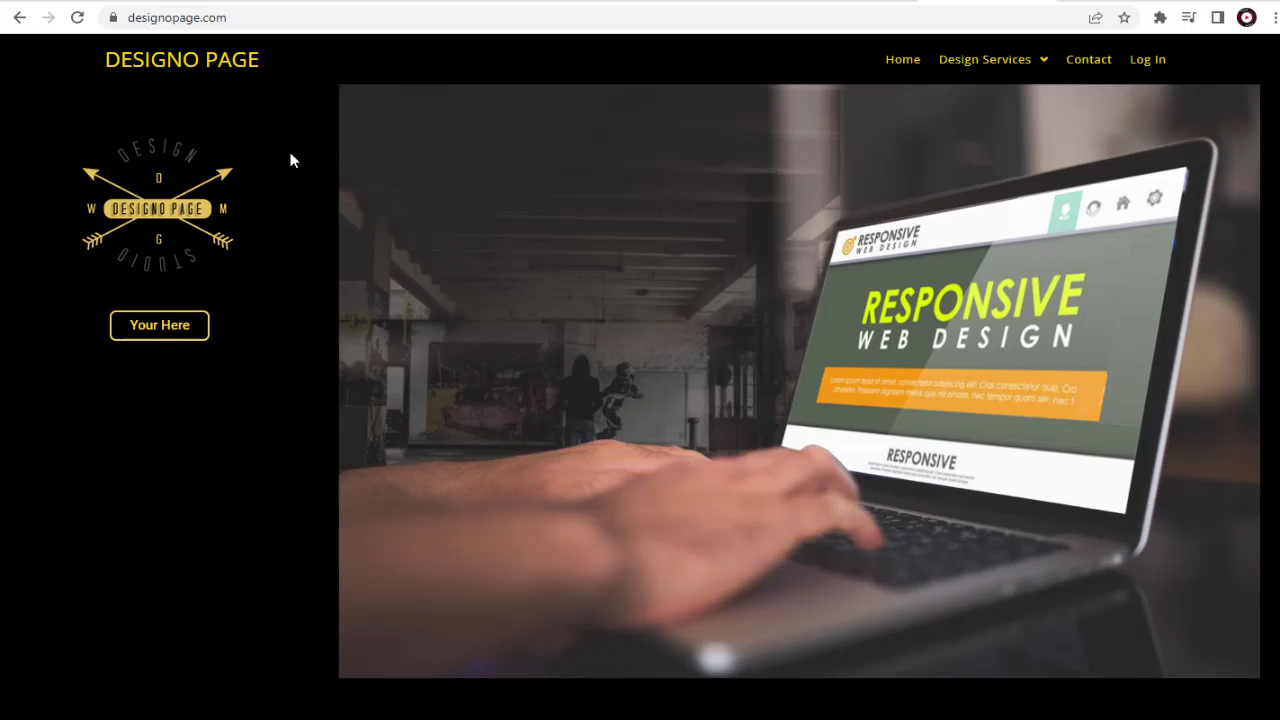 designopage.com
DESIGNO PAGE
Home Design Services Contact Log In
DESIGN
D
W DESIGNO PAGE M
G
STUDIO
Your Here
RESPONSIVE
WEB DESIGN
RESPONSIVE
WEB DESIGN
RESPONSIVE